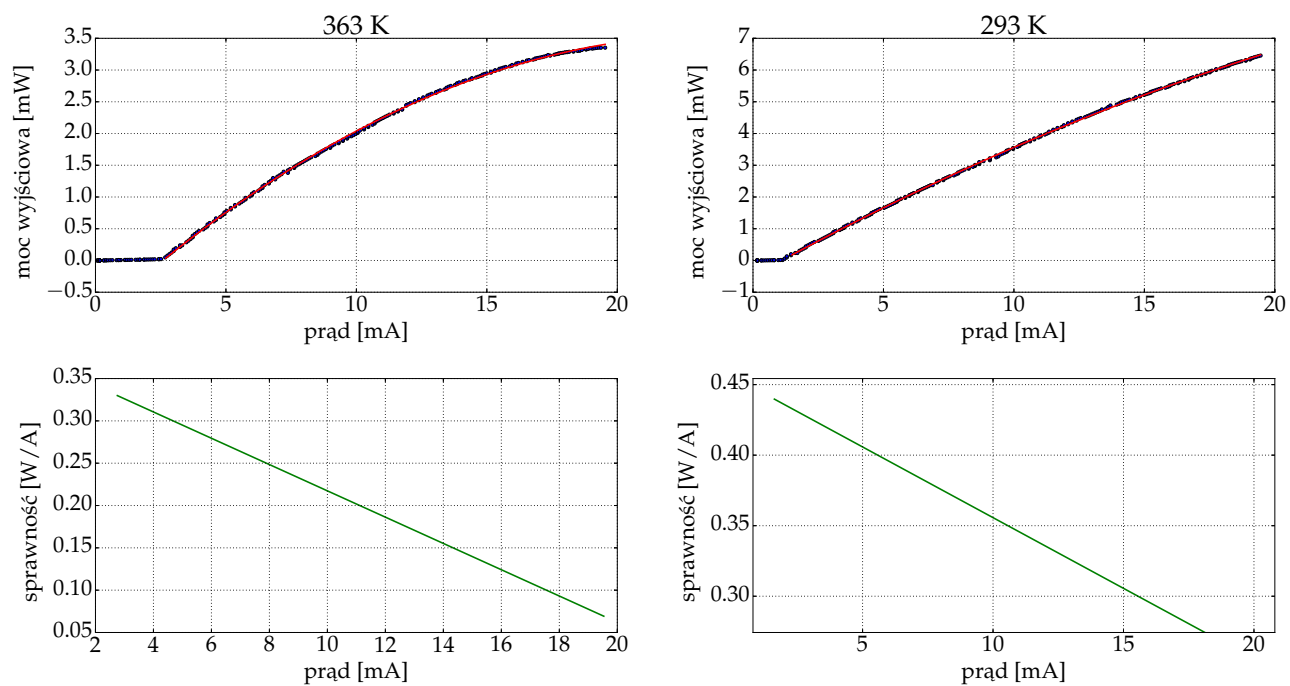 363 K
3.5
3.0
2.5
2.0
1.5
1.0
0.5
0.0
−0.5
moc wyjściowa [mW]
0 5 10 15 20
prąd [mA]
293 K
7
6
5
4
3
2
1
0
−1
moc wyjściowa [mW]
0 5 10 15 20
prąd [mA]
0.35
0.30
0.25
0.20
0.15
0.10
0.05
sprawność [W/A]
2 4 6 8 10 12 14 16 18 20
prąd [mA]
0.45
0.40
0.35
0.30
sprawność [W/A]
5 10 15 20
prąd [mA]